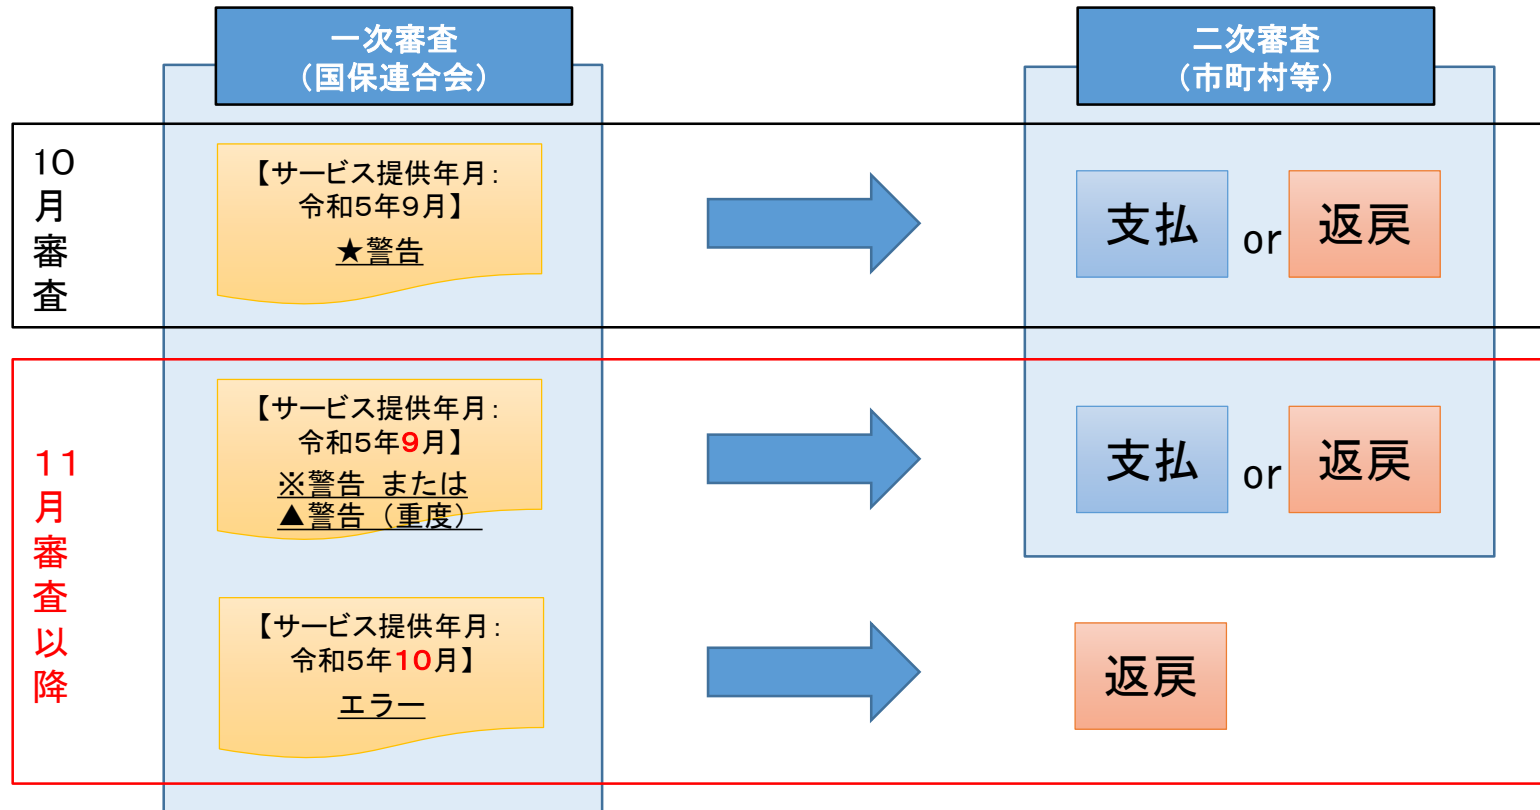 一次審査
（国保連合会）
二次審査
（市町村等）
10
月
審
査
【サービス提供年月：
令和5年9月】
★警告
支払
or
返戻
11
月
審
査
以
降
【サービス提供年月：
令和5年9月】
※警告 または
▲警告（重度）
支払
or
返戻
【サービス提供年月：
令和5年10月】
エラー
返戻